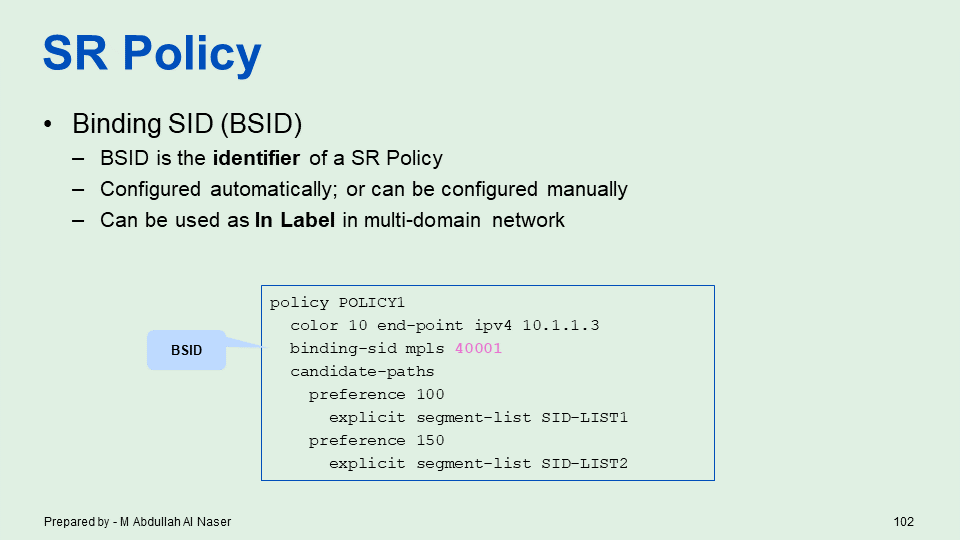 SR Policy
• Binding SID (BSID)
– BSID is the identifier of a SR Policy
– Configured automatically; or can be configured manually
– Can be used as In Label in multi-domain network
policy POLICY1
color 10 end-point ipv4 10.1.1.3
BSID
binding-sid mpls 40001
candidate-paths
preference 100
explicit segment-list SID-LIST1
preference 150
explicit segment-list SID-LIST2
Prepared by - M Abdullah Al Naser
102